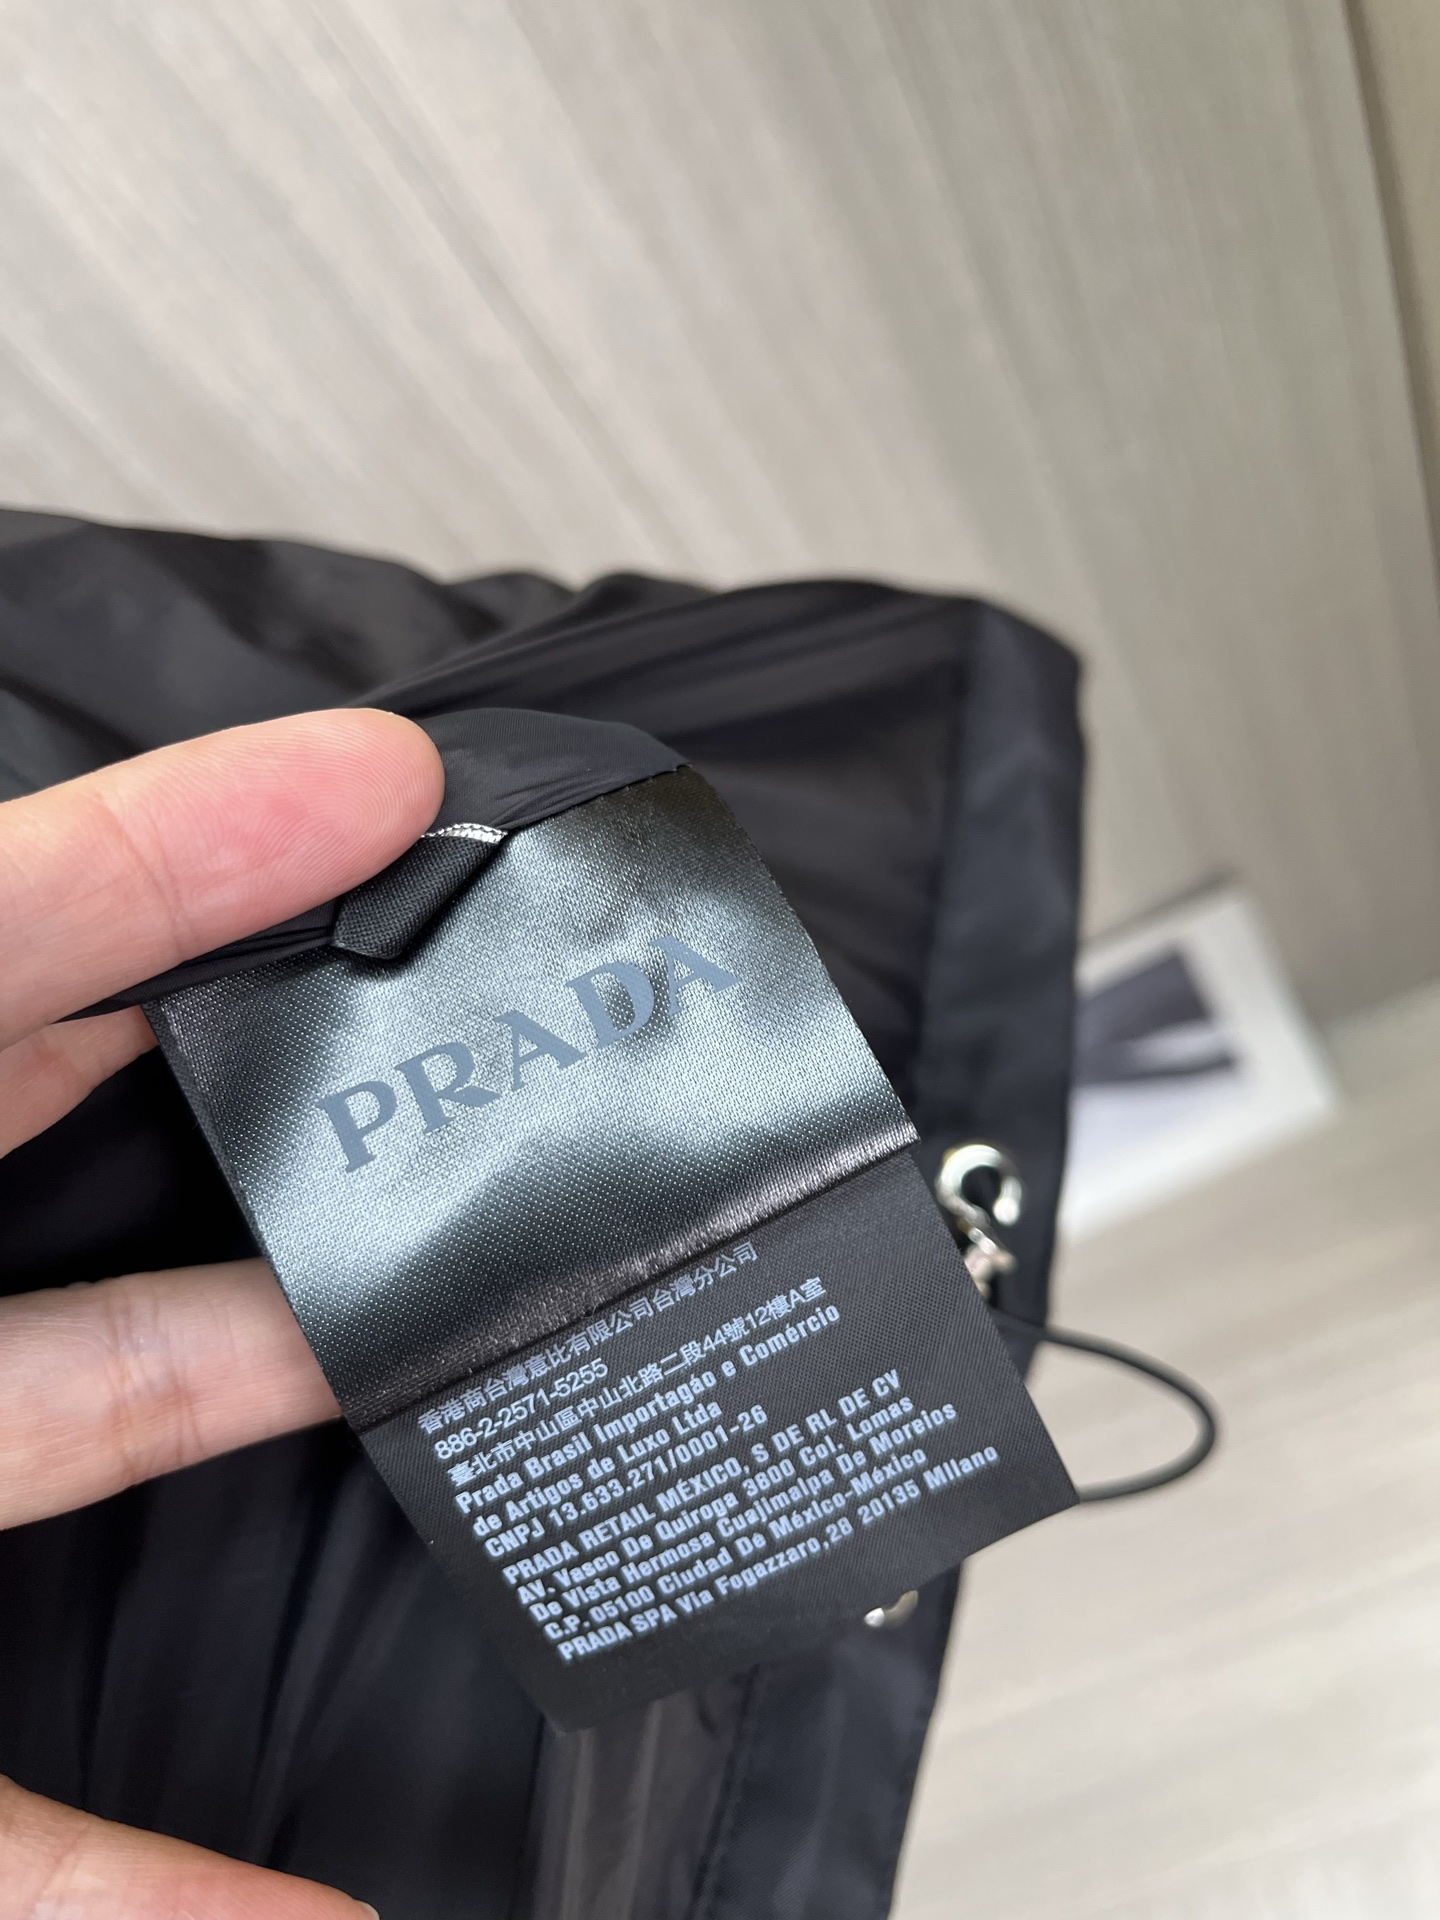 PRADA
香港商台灣意比有限公司台灣分公司
886-2-2571-5255
臺北市中山區中山北路二段44號12樓A室
Prada Brasil Importagáo e Comércio
de Artigos de Luxo Ltda
CNPJ 13.633.271/0001-26
PRADA RETAIL MÉXICO, S DE RL DE CV
AV. Vasco De Quiroga 3800 Col. Lomas
De Vista Hermosa Cuajimalpa De Morelos
C.P. 05100 Ciudad De México-México
PRADA SPA Via Fogazzaro,28 20135 Milano